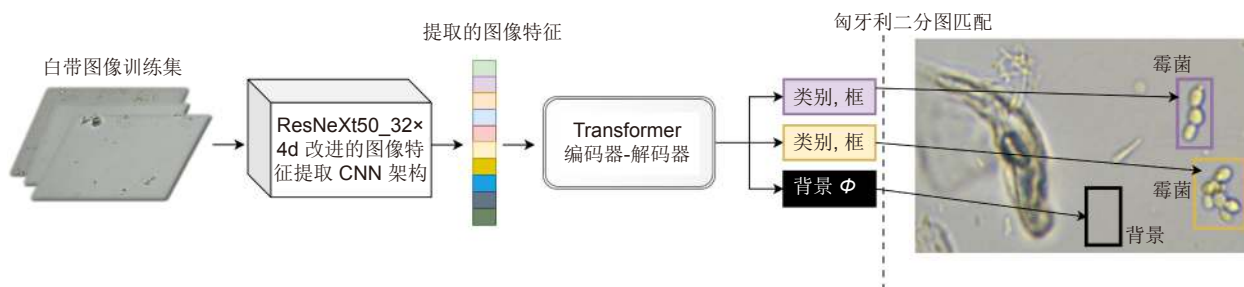 白带图像训练集
ResNeXt50_32×
4d 改进的图像特
征提取 CNN 架构
提取的图像特征
Transformer
编码器-解码器
类别, 框
类别, 框
背景 Φ
匈牙利二分图匹配
霉菌
霉菌
背景